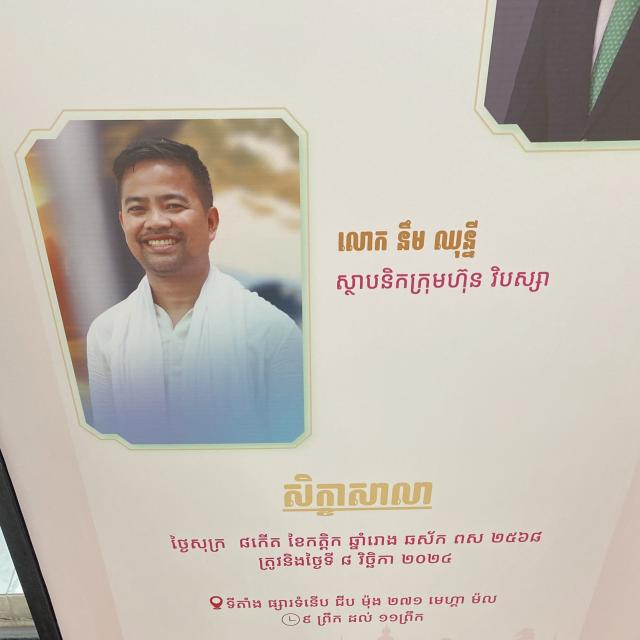 លោក នឹម ឈុន្នី
ស្ថាបនិកក្រុមហ៊ុន វិបស្សា
សិក្ខាសាលា
ថ្ងៃសុក្រ ៨កើត ខែកត្តិក ឆ្នាំរោង ឆស័ក ពស ២៥៦៨
ត្រូវនិងថ្ងៃទី ៨ វិច្ឆិកា ២០២៤
ទីតាំង ផ្សារទំនើប ជីប ម៉ុង ២៧១ មេហ្គា ម៉ល
៩ ព្រឹក ដល់ ១១ព្រឹក